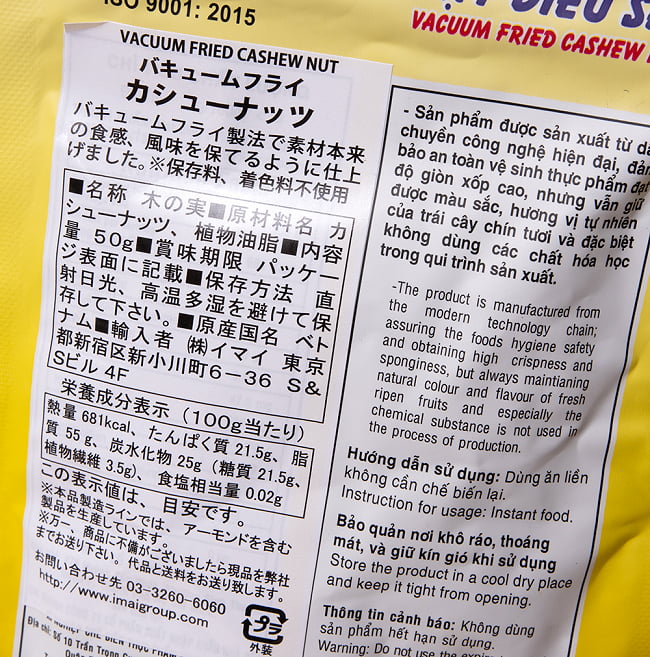 ISO 9001: 2015
VACUUM FRIED CASHEW
VACUUM FRIED CASHEW NUT
バキュームフライ
カシューナッツ
バキュームフライ製法で素材本来
の食感、風味を保てるように仕上
げました。※保存料、着色料不使用
■名称 木の実■原材料名 カ
シューナッツ、植物油脂■内容
量 50g■賞味期限 パッケー
ジ表面に記載■保存方法 直
射日光、高温多湿を避けて保
存して下さい。■原産国名 ベト
ナム■輸入者 ㈱イマイ 東京
都新宿区新小川町6－36 S&
Sビル 4F
栄養成分表示（100g当たり）
熱量 681kcal、たんぱく質 21.5g、脂
質 55 g、炭水化物 25g（糖質 21.5g、
植物繊維 3.5g)、食塩相当量 0.02g
この表示値は、目安です。
※本品製造ラインでは、アーモンドを含む
製品を生産しています。
※万一、商品に不備がございましたら現品を弊社
までお送り下さい。代品と送料をお送り致します。
お問い合わせ先 03-3260-6060
http://www.imaigroup.com
プラ
外装
Địa chỉ: Số 10 Trần Trọng
- Sản phẩm được sản xuất từ dâ
chuyền công nghệ hiện đại, đảm
bảo an toàn vệ sinh thực phẩm đạt
độ giòn xốp cao, nhưng vẫn giữ
được màu sắc, hương vị tự nhiên
của trái cây chín tươi và đặc biệt
không dùng các chất hóa học
trong qui trình sản xuất.
-The product is manufactured from
the modern technology chain;
assuring the foods hygiene safety
and obtaining high crispness and
sponginess, but always maintianing
natural colour and flavour of fresh
ripen fruits and especially the
chemical substance is not used in
the process of production.
Hướng dẫn sử dụng: Dùng ăn liền
không cần chế biến lại.
Instruction for usage: Instant food.
Bảo quản nơi khô ráo, thoáng
mát, và giữ kín gió khi sử dụng
Store the product in a cool dry place
and keep it tight from opening.
Thông tin cảnh báo: Không dùng
sản phẩm hết hạn sử dụng.
Warning: Do not use the